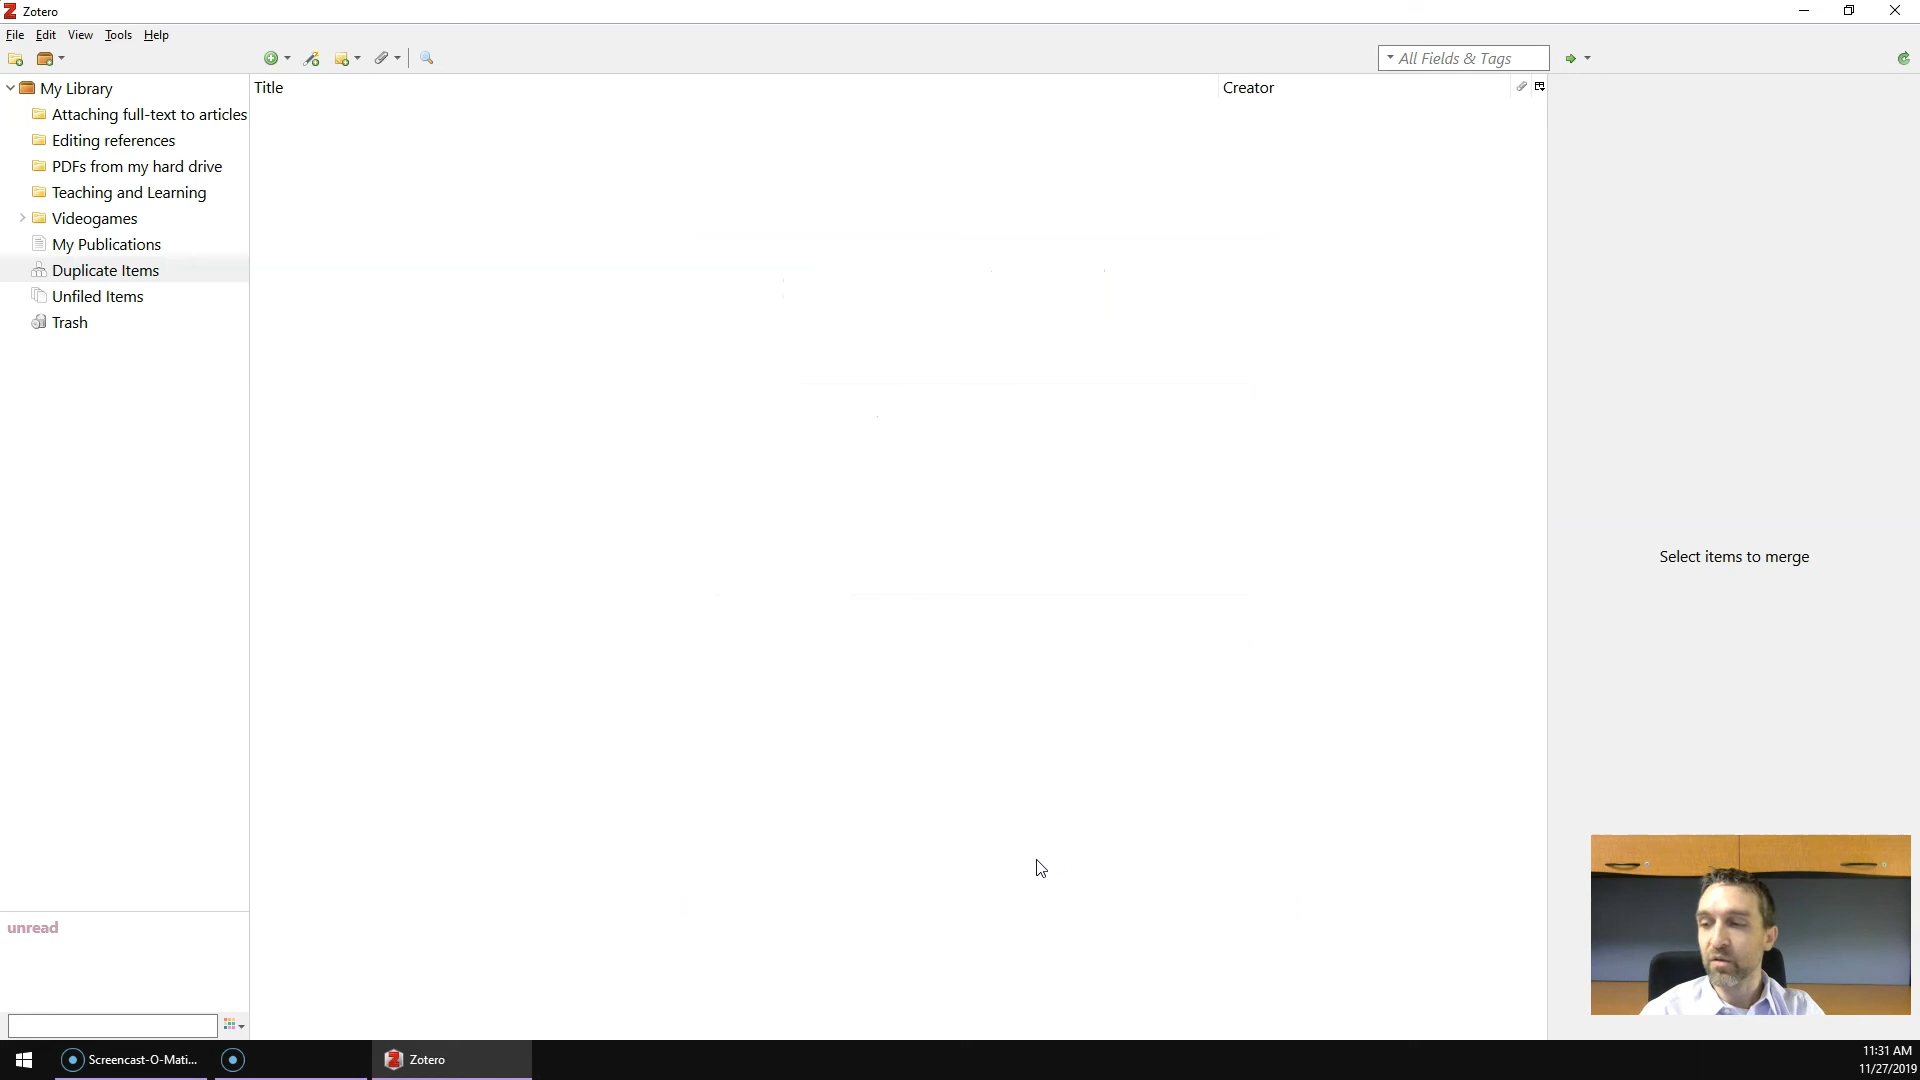 Zotero
File Edit View Tools Help
All Fields & Tags
My Library
Attaching full-text to articles
Editing references
PDFs from my hard drive
Teaching and Learning
Videogames
My Publications
Duplicate Items
Unfiled Items
Trash
Title Creator
Select items to merge
unread
Screencast-O-Mati...
Zotero
11:31 AM
11/27/2019